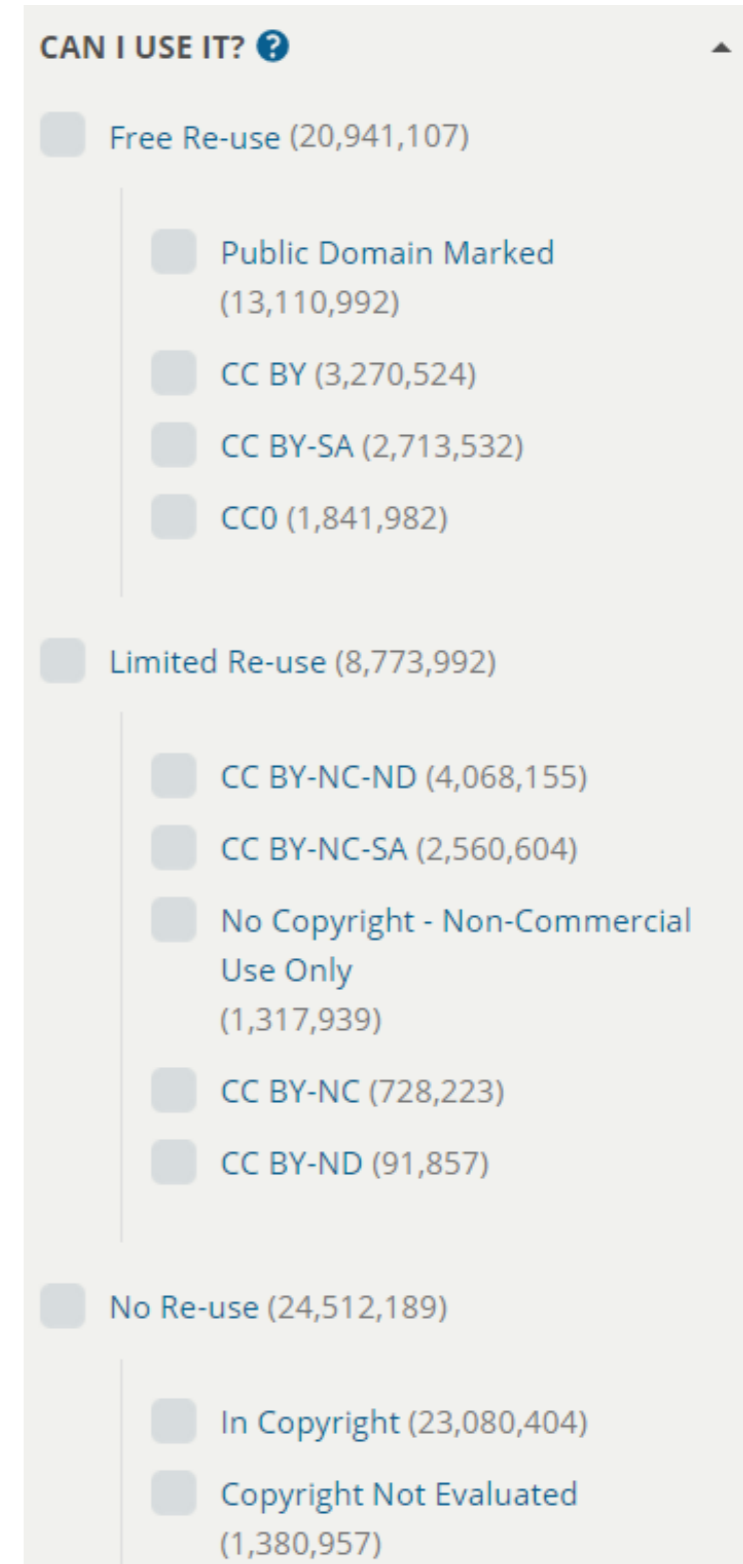 CAN I USE IT? ?
Free Re-use (20,941,107)
Public Domain Marked
(13,110,992)
CC BY (3,270,524)
CC BY-SA (2,713,532)
CC0 (1,841,982)
Limited Re-use (8,773,992)
CC BY-NC-ND (4,068,155)
CC BY-NC-SA (2,560,604)
No Copyright - Non-Commercial
Use Only
(1,317,939)
CC BY-NC (728,223)
CC BY-ND (91,857)
No Re-use (24,512,189)
In Copyright (23,080,404)
Copyright Not Evaluated
(1,380,957)